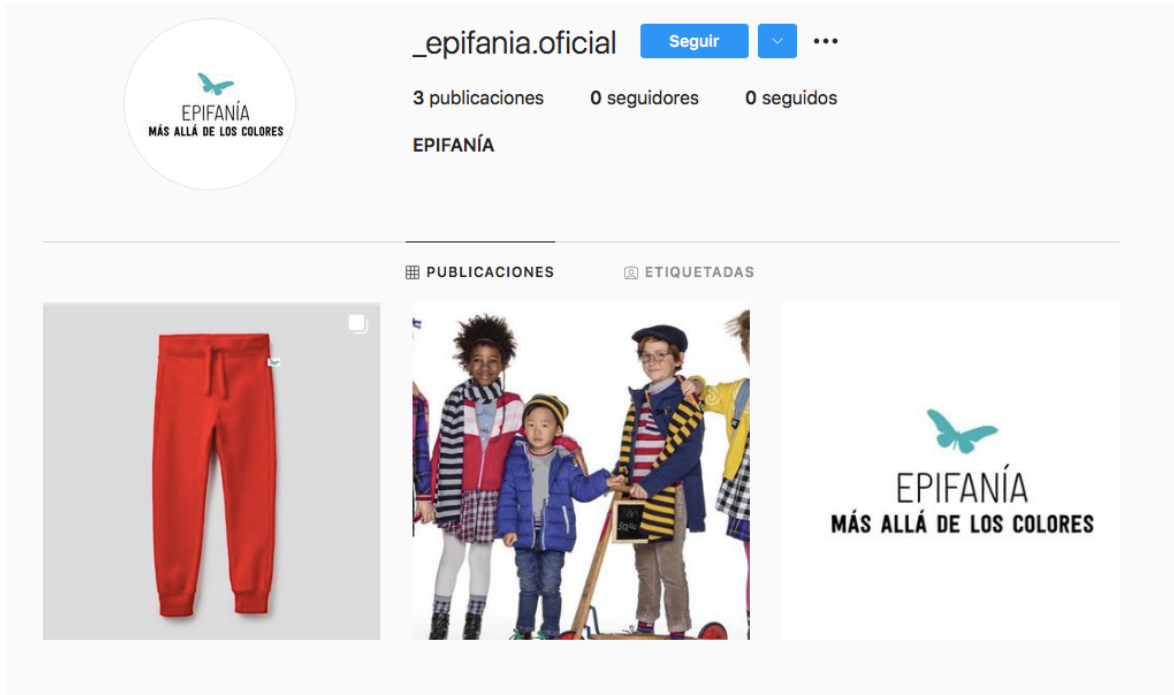 _epifania.oficial Seguir
3 publicaciones 0 seguidores 0 seguidos
EPIFANÍA
EPIFANÍA
MÁS ALLÁ DE LOS COLORES
PUBLICACIONES ETIQUETADAS
EPIFANÍA
MÁS ALLÁ DE LOS COLORES